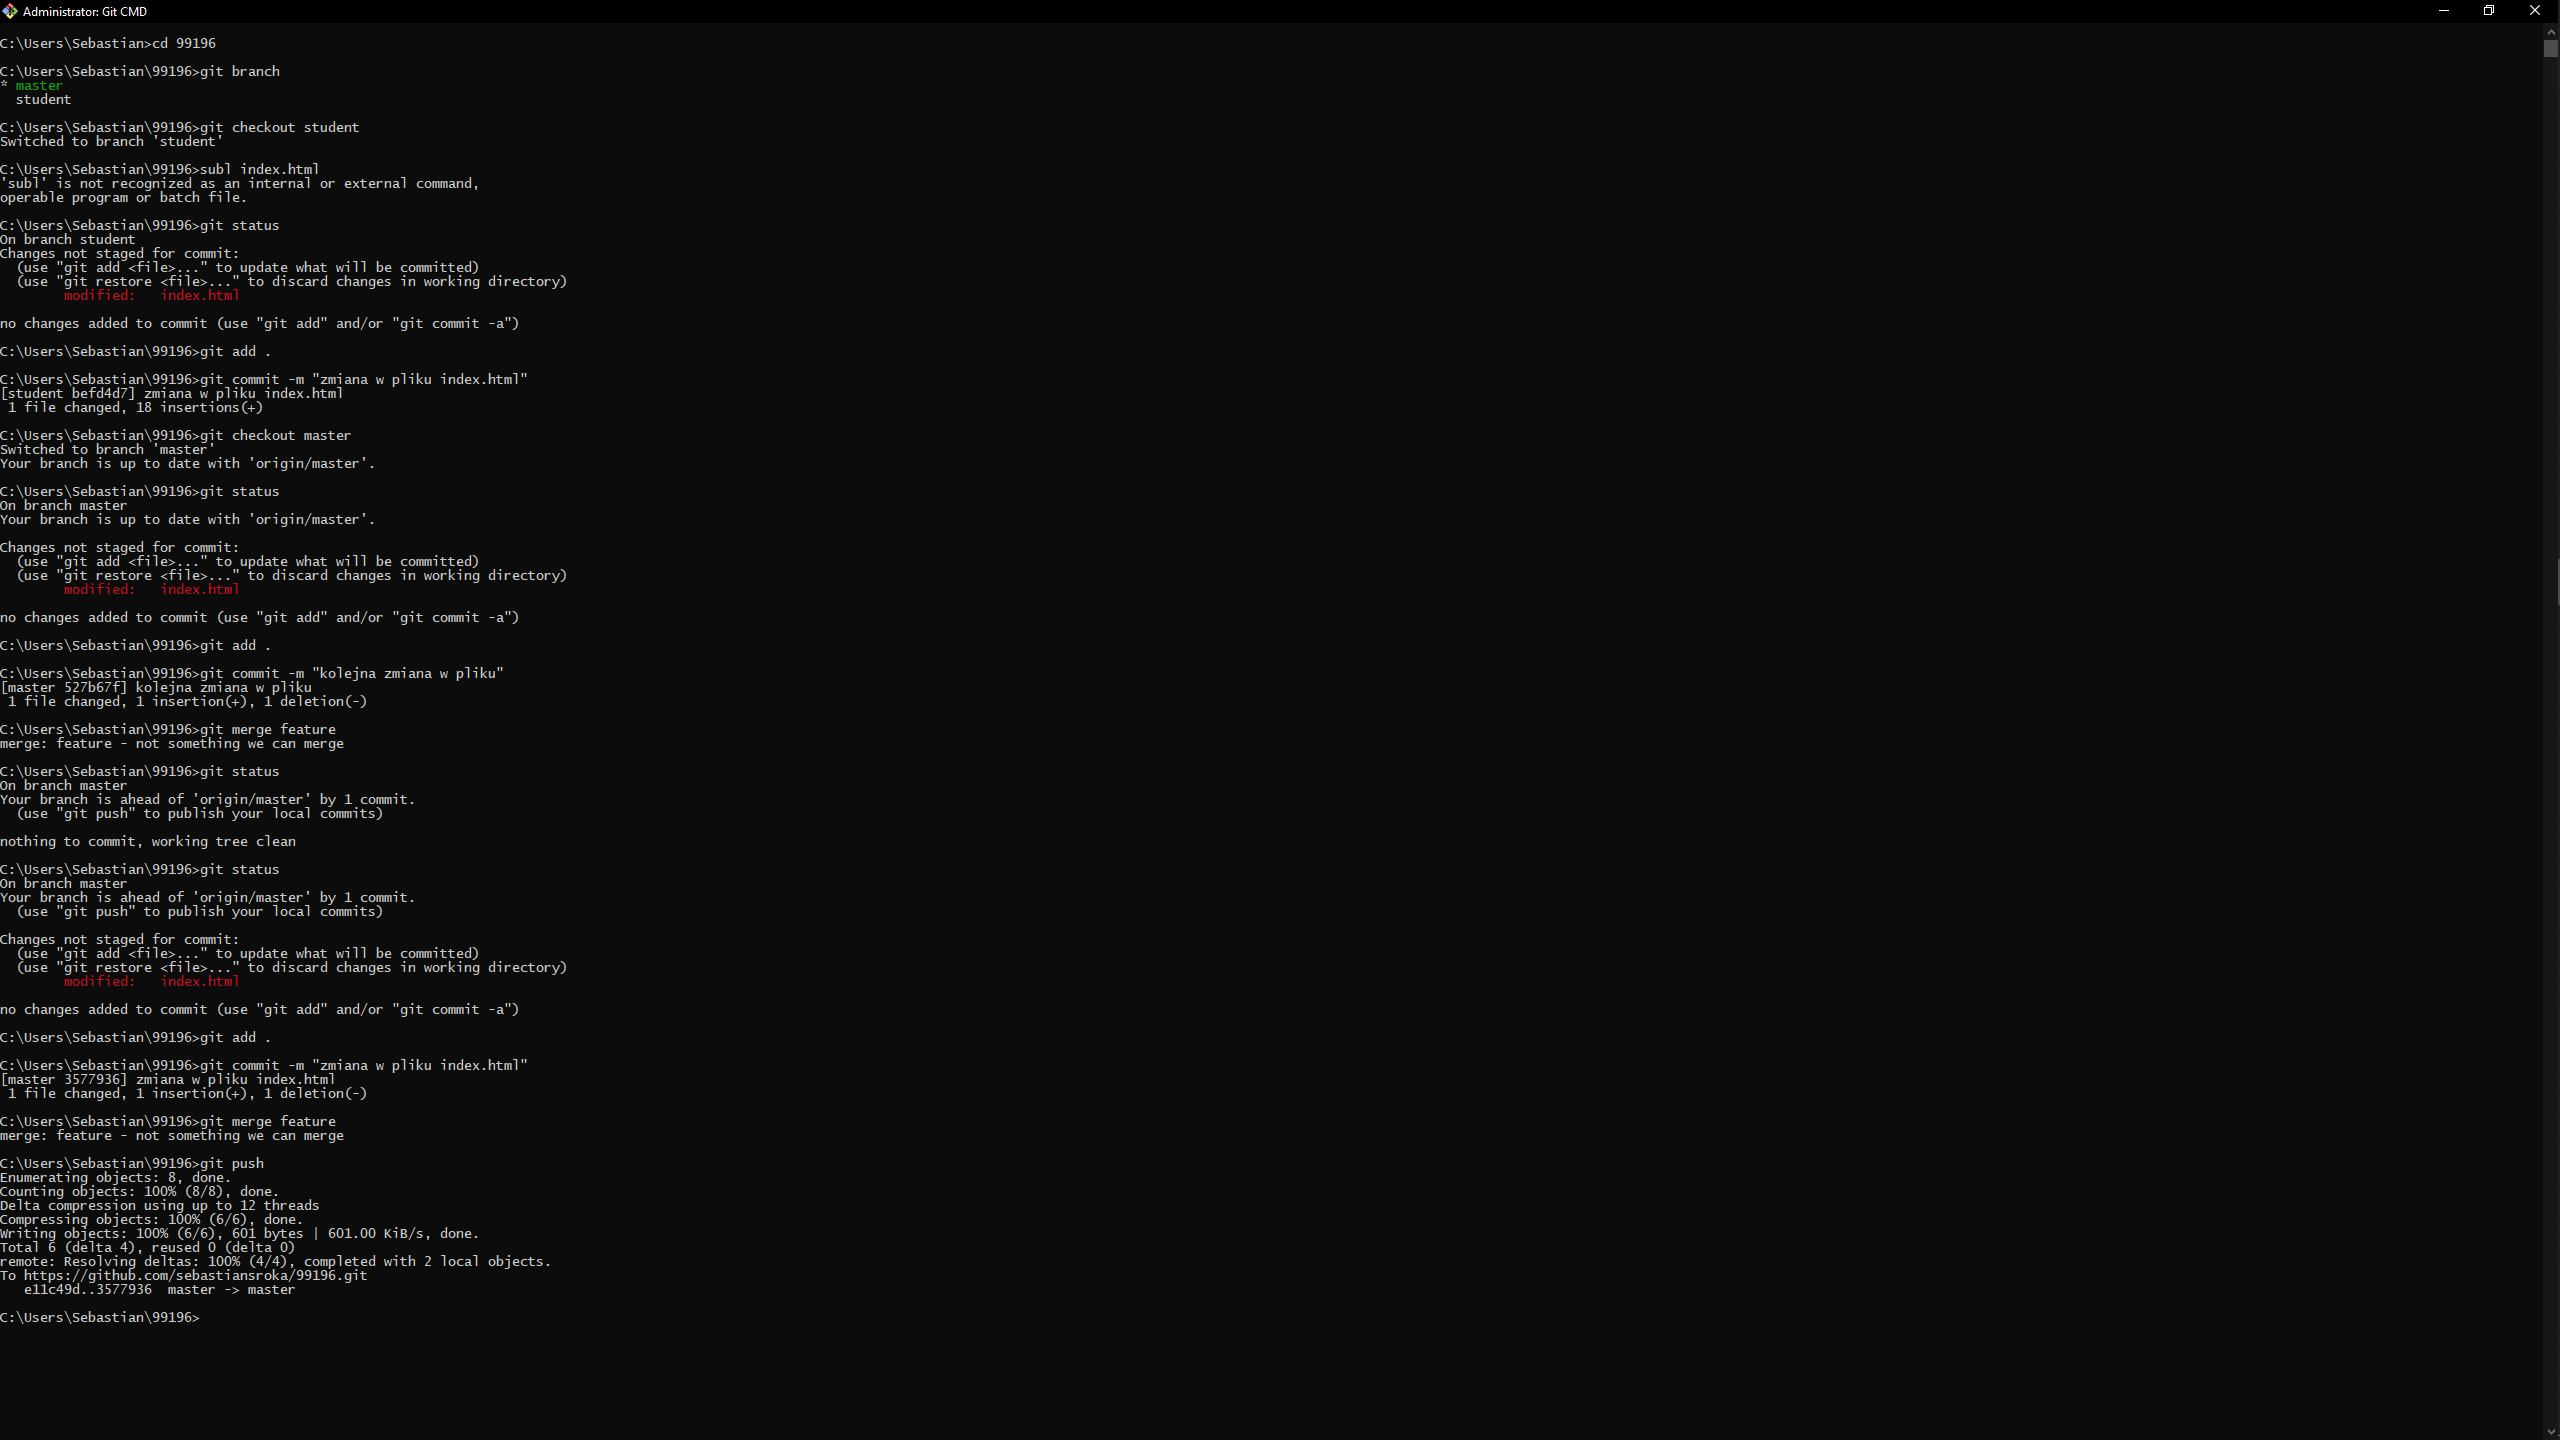 Administrator: Git CMD
C:\Users\Sebastian>cd 99196
C:\Users\Sebastian\99196>git branch
* master
  student
C:\Users\Sebastian\99196>git checkout student
Switched to branch 'student'
C:\Users\Sebastian\99196>subl index.html
'subl' is not recognized as an internal or external command,
operable program or batch file.
C:\Users\Sebastian\99196>git status
On branch student
Changes not staged for commit:
  (use "git add <file>..." to update what will be committed)
  (use "git restore <file>..." to discard changes in working directory)
        modified:   index.html
no changes added to commit (use "git add" and/or "git commit -a")
C:\Users\Sebastian\99196>git add .
C:\Users\Sebastian\99196>git commit -m "zmiana w pliku index.html"
[student befd4d7] zmiana w pliku index.html
 1 file changed, 18 insertions(+)
C:\Users\Sebastian\99196>git checkout master
Switched to branch 'master'
Your branch is up to date with 'origin/master'.
C:\Users\Sebastian\99196>git status
On branch master
Your branch is up to date with 'origin/master'.
Changes not staged for commit:
  (use "git add <file>..." to update what will be committed)
  (use "git restore <file>..." to discard changes in working directory)
        modified:   index.html
no changes added to commit (use "git add" and/or "git commit -a")
C:\Users\Sebastian\99196>git add .
C:\Users\Sebastian\99196>git commit -m "kolejna zmiana w pliku"
[master 527b67f] kolejna zmiana w pliku
 1 file changed, 1 insertion(+), 1 deletion(-)
C:\Users\Sebastian\99196>git merge feature
merge: feature - not something we can merge
C:\Users\Sebastian\99196>git status
On branch master
Your branch is ahead of 'origin/master' by 1 commit.
  (use "git push" to publish your local commits)
nothing to commit, working tree clean
C:\Users\Sebastian\99196>git status
On branch master
Your branch is ahead of 'origin/master' by 1 commit.
  (use "git push" to publish your local commits)
Changes not staged for commit:
  (use "git add <file>..." to update what will be committed)
  (use "git restore <file>..." to discard changes in working directory)
        modified:   index.html
no changes added to commit (use "git add" and/or "git commit -a")
C:\Users\Sebastian\99196>git add .
C:\Users\Sebastian\99196>git commit -m "zmiana w pliku index.html"
[master 3577936] zmiana w pliku index.html
 1 file changed, 1 insertion(+), 1 deletion(-)
C:\Users\Sebastian\99196>git merge feature
merge: feature - not something we can merge
C:\Users\Sebastian\99196>git push
Enumerating objects: 8, done.
Counting objects: 100% (8/8), done.
Delta compression using up to 12 threads
Compressing objects: 100% (6/6), done.
Writing objects: 100% (6/6), 601 bytes | 601.00 KiB/s, done.
Total 6 (delta 4), reused 0 (delta 0)
remote: Resolving deltas: 100% (4/4), completed with 2 local objects.
To https://github.com/sebastiansroka/99196.git
   e11c49d..3577936  master -> master
C:\Users\Sebastian\99196>